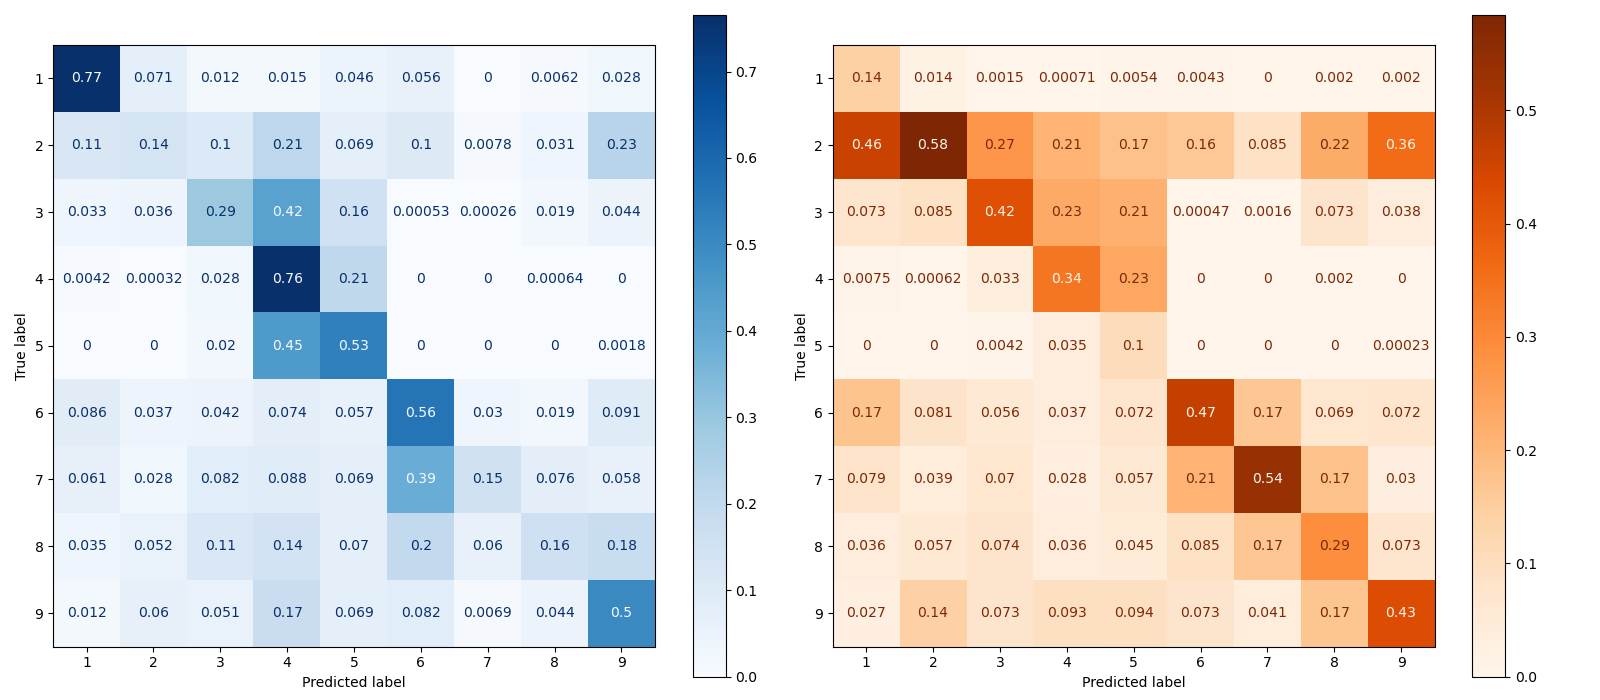 1 0.77 0.071 0.012 0.015 0.046 0.056 0 0.0062 0.028
2 0.11 0.14 0.1 0.21 0.069 0.1 0.0078 0.031 0.23
3 0.033 0.036 0.29 0.42 0.16 0.00053 0.00026 0.019 0.044
4 0.0042 0.00032 0.028 0.76 0.21 0 0 0.00064 0
5 0 0 0.02 0.45 0.53 0 0 0 0.0018
6 0.086 0.037 0.042 0.074 0.057 0.56 0.03 0.019 0.091
7 0.061 0.028 0.082 0.088 0.069 0.39 0.15 0.076 0.058
8 0.035 0.052 0.11 0.14 0.07 0.2 0.06 0.16 0.18
9 0.012 0.06 0.051 0.17 0.069 0.082 0.0069 0.044 0.5
1 2 3 4 5 6 7 8 9
Predicted label
True label
0.7
0.6
0.5
0.4
0.3
0.2
0.1
0.0
1 0.14 0.014 0.0015 0.00071 0.0054 0.0043 0 0.002 0.002
2 0.46 0.58 0.27 0.21 0.17 0.16 0.085 0.22 0.36
3 0.073 0.085 0.42 0.23 0.21 0.00047 0.0016 0.073 0.038
4 0.0075 0.00062 0.033 0.34 0.23 0 0 0.002 0
5 0 0 0.0042 0.035 0.1 0 0 0 0.00023
6 0.17 0.081 0.056 0.037 0.072 0.47 0.17 0.069 0.072
7 0.079 0.039 0.07 0.028 0.057 0.21 0.54 0.17 0.03
8 0.036 0.057 0.074 0.036 0.045 0.085 0.17 0.29 0.073
9 0.027 0.14 0.073 0.093 0.094 0.073 0.041 0.17 0.43
1 2 3 4 5 6 7 8 9
Predicted label
True label
0.5
0.4
0.3
0.2
0.1
0.0